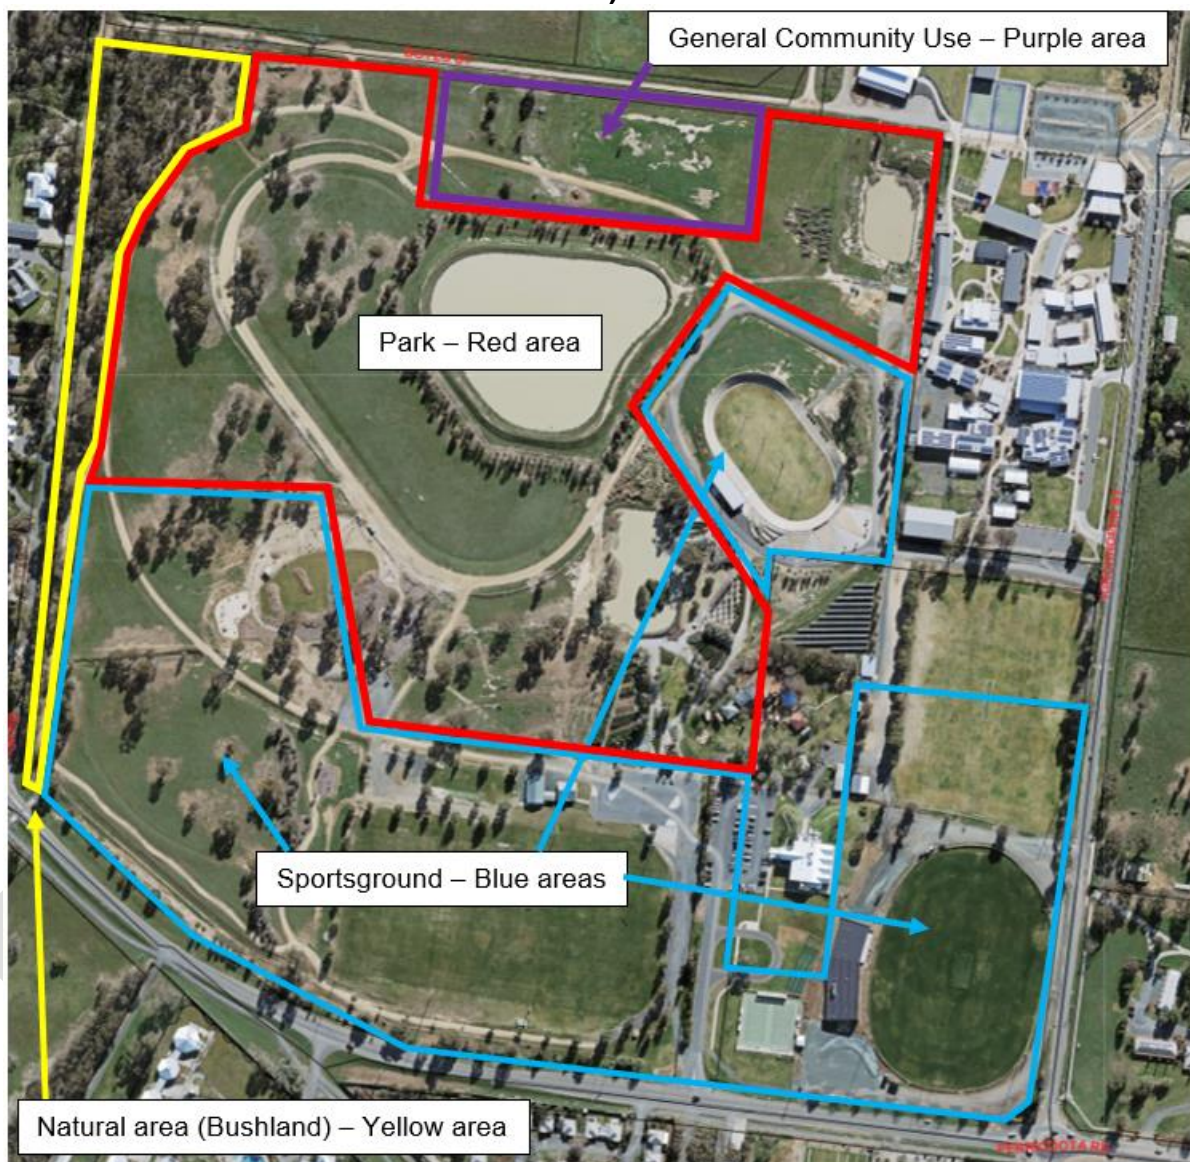 General Community Use – Purple area
Park – Red area
Sportsground – Blue areas
Natural area (Bushland) – Yellow area